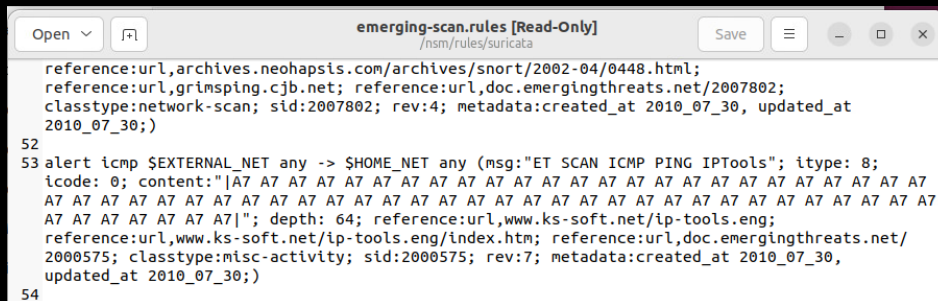 Open
emerging-scan.rules [Read-Only]
/nsm/rules/suricata
Save
reference:url,archives.neohapsis.com/archives/snort/2002-04/0448.html;
reference:url,grimsping.cjb.net; reference:url,doc.emergingthreats.net/2007802;
classtype:network-scan; sid:2007802; rev:4; metadata:created_at 2010_07_30, updated_at
2010_07_30;)
52
53 alert icmp $EXTERNAL_NET any -> $HOME_NET any (msg:"ET SCAN ICMP PING IPTools"; itype: 8;
icode: 0; content:"|A7 A7 A7 A7 A7 A7 A7 A7 A7 A7 A7 A7 A7 A7 A7 A7 A7 A7 A7 A7 A7 A7 A7 A7 A7
A7 A7 A7 A7 A7 A7 A7 A7 A7 A7 A7 A7 A7 A7 A7 A7 A7 A7 A7 A7 A7 A7 A7 A7 A7 A7 A7 A7 A7 A7 A7 A7
A7 A7 A7 A7 A7 A7 A7|"; depth: 64; reference:url,www.ks-soft.net/ip-tools.eng;
reference:url,www.ks-soft.net/ip-tools.eng/index.htm; reference:url,doc.emergingthreats.net/
2000575; classtype:misc-activity; sid:2000575; rev:7; metadata:created_at 2010_07_30,
updated_at 2010_07_30;)
54